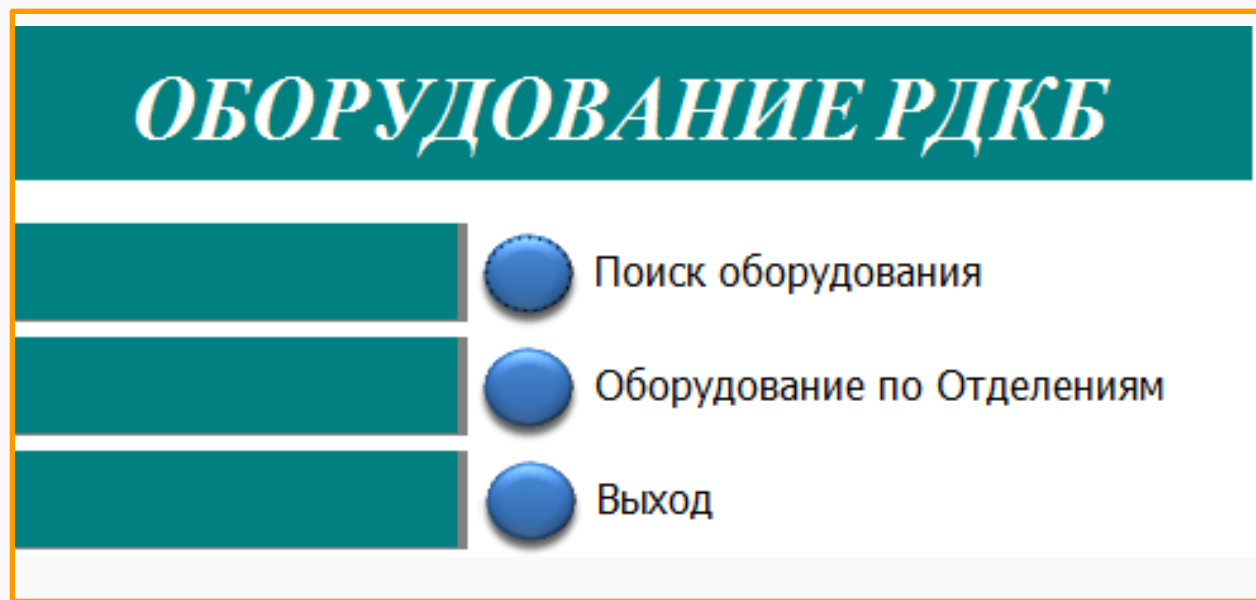 ОБОРУДОВАНИЕ РДКБ
Поиск оборудования
Оборудование по Отделениям
Выход